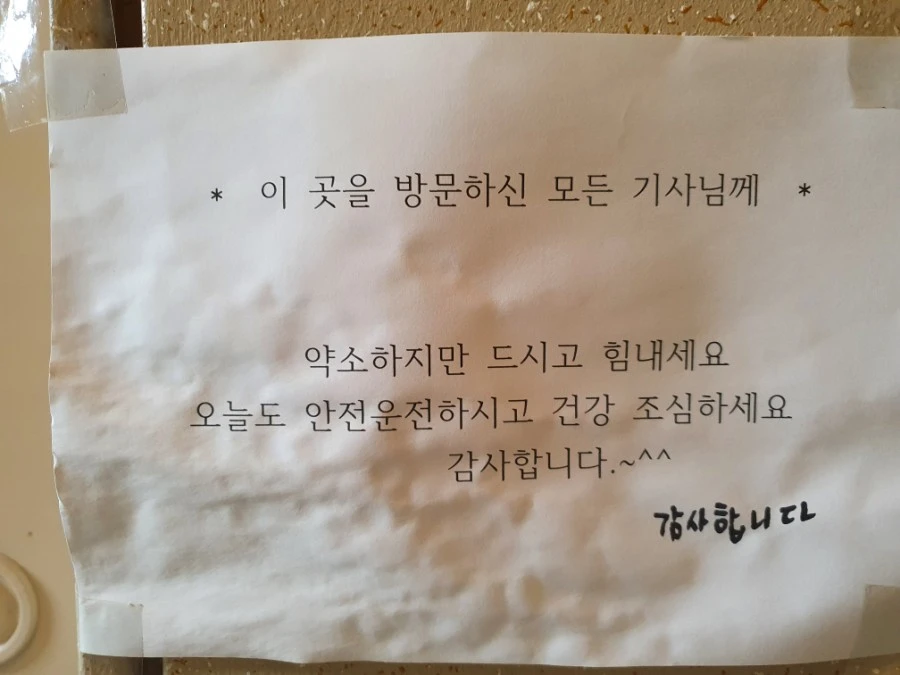 * 이 곳을 방문하신 모든 기사님께 *
약소하지만 드시고 힘내세요
오늘도 안전운전하시고 건강 조심하세요
감사합니다.~^^
감사합니다